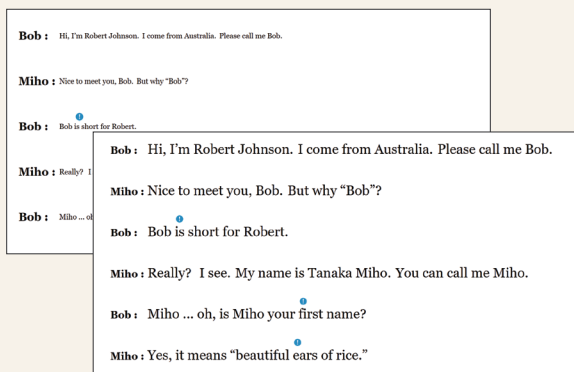 Bob : Hi, I'm Robert Johnson. I come from Australia. Please call me Bob.
Miho : Nice to meet you, Bob. But why “Bob”?
Bob : Bob is short for Robert.
Miho : Really? I
Bob : Miho ... oh
Bob : Hi, I'm Robert Johnson. I come from Australia. Please call me Bob.
Miho : Nice to meet you, Bob. But why “Bob”?
Bob : Bob is short for Robert.
Miho : Really? I see. My name is Tanaka Miho. You can call me Miho.
Bob : Miho ... oh, is Miho your first name?
Miho : Yes, it means “beautiful ears of rice.”